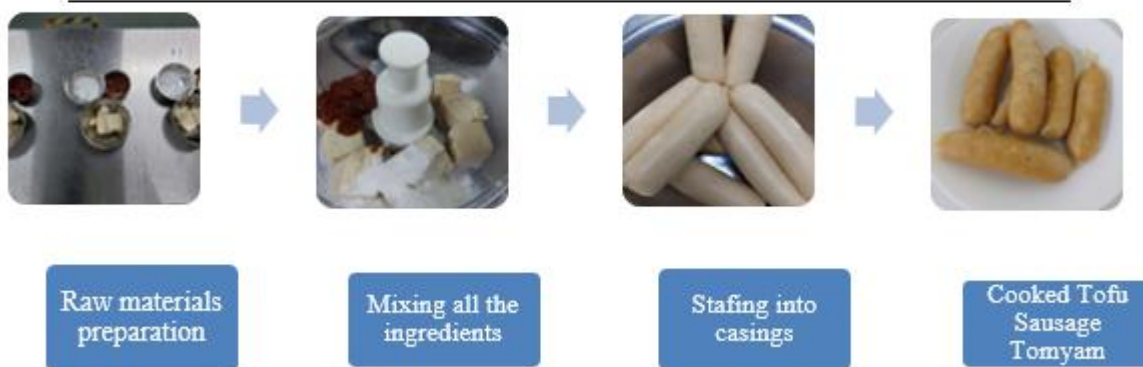 Raw materials
preparation
Mixing all the
ingredients
Stafing into
casings
Cooked Tofu
Sausage
Tomyam